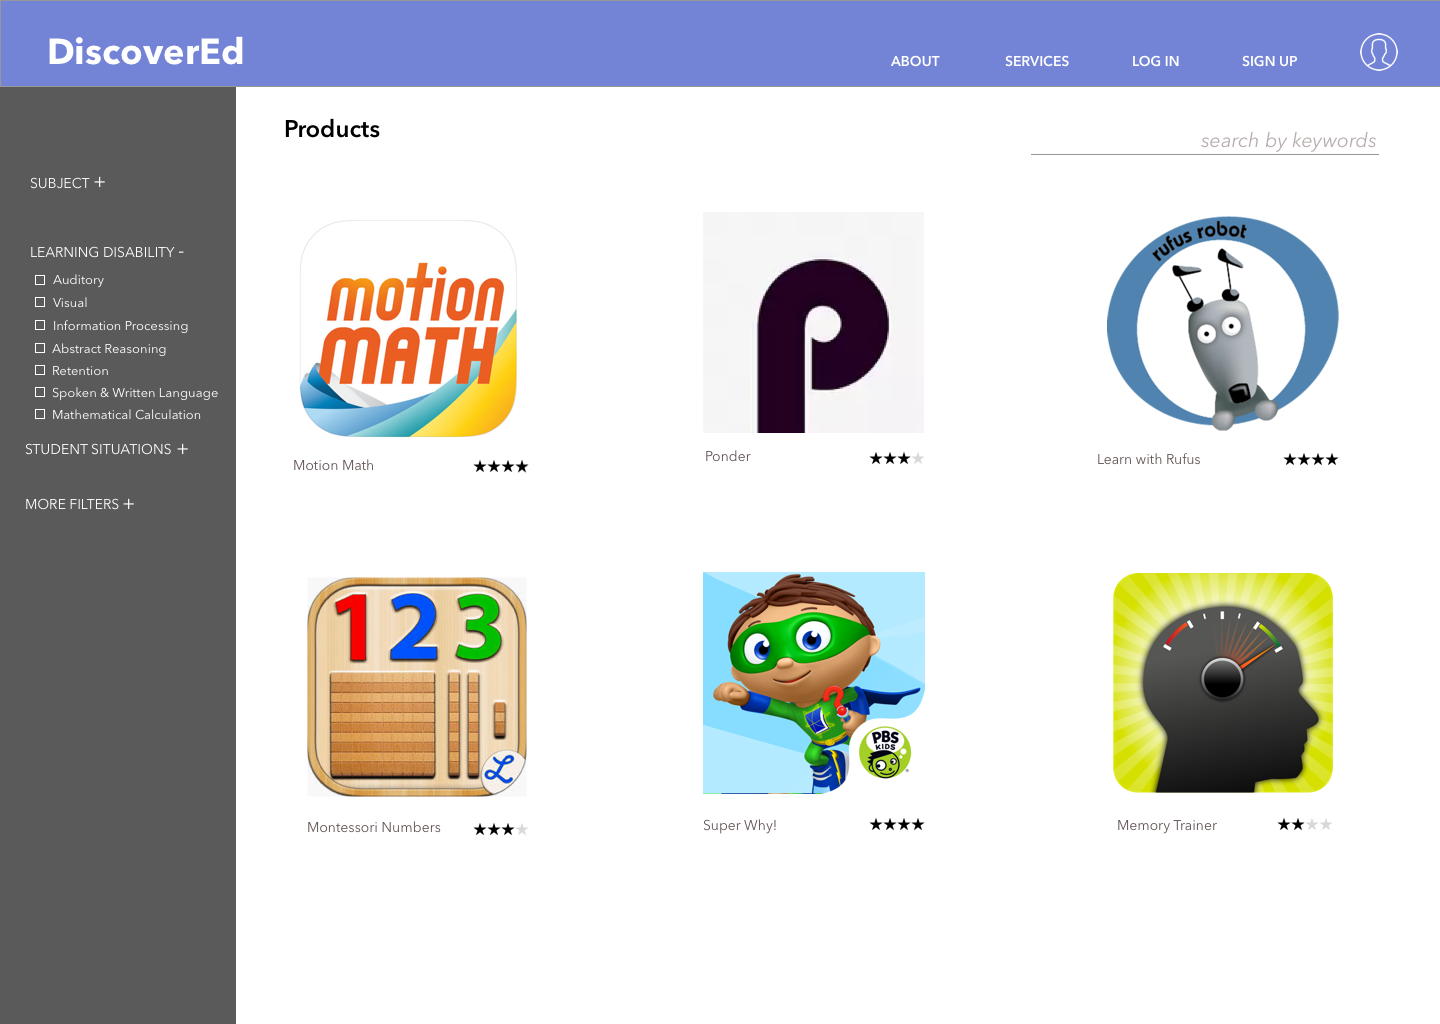 DiscoverEd
ABOUT SERVICES LOG IN SIGN UP
Products
search by keywords
SUBJECT +
LEARNING DISABILITY -
Auditory
Visual
Information Processing
Abstract Reasoning
Retention
Spoken & Written Language
Mathematical Calculation
STUDENT SITUATIONS +
MORE FILTERS +
motion
MATH
Motion Math ★★★★
p
Ponder ★★★★
rufus robot
Learn with Rufus ★★★★
1 2 3
L
Montessori Numbers ★★★★
?
PBS
KIDS
Super Why! ★★★★
Memory Trainer ★★★★